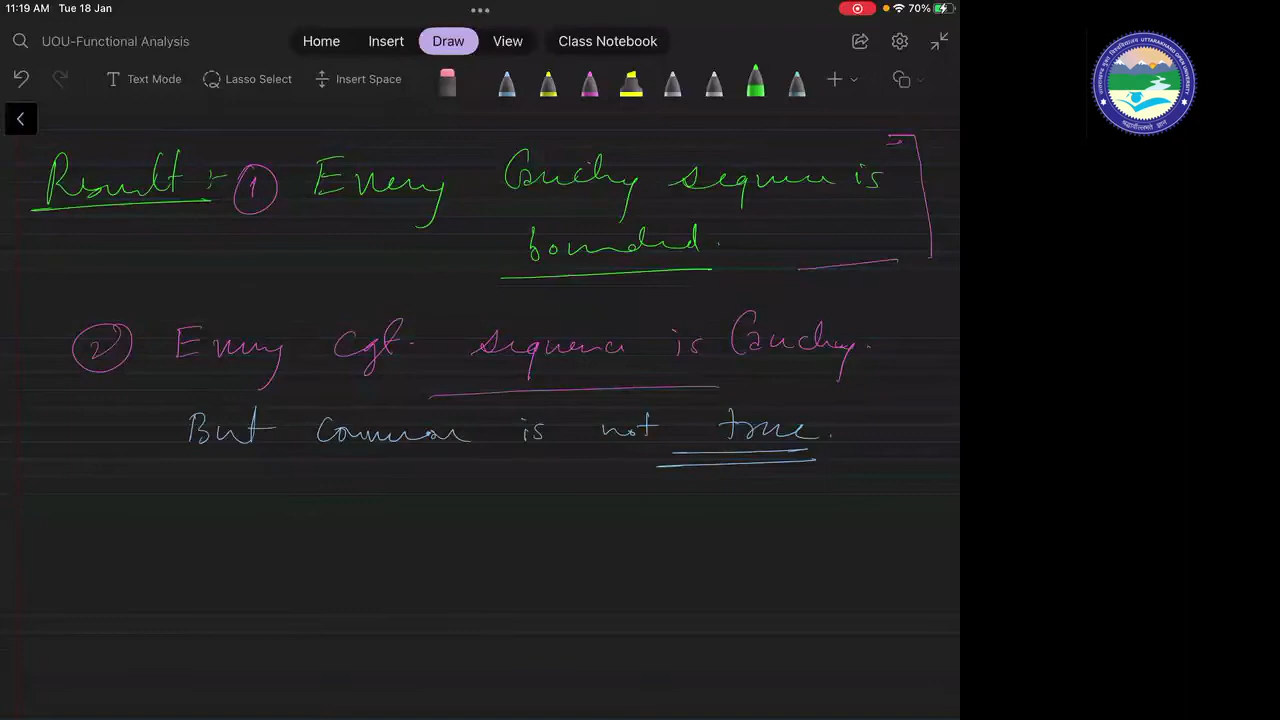 11:19 AM Tue 18 Jan
70%
UOU-Functional Analysis
Home Insert Draw View Class Notebook
Text Mode Lasso Select Insert Space
Result :- 1 Every Cauchy sequence is
bounded.
2 Every cgt. sequence is Cauchy.
But converse is not true.